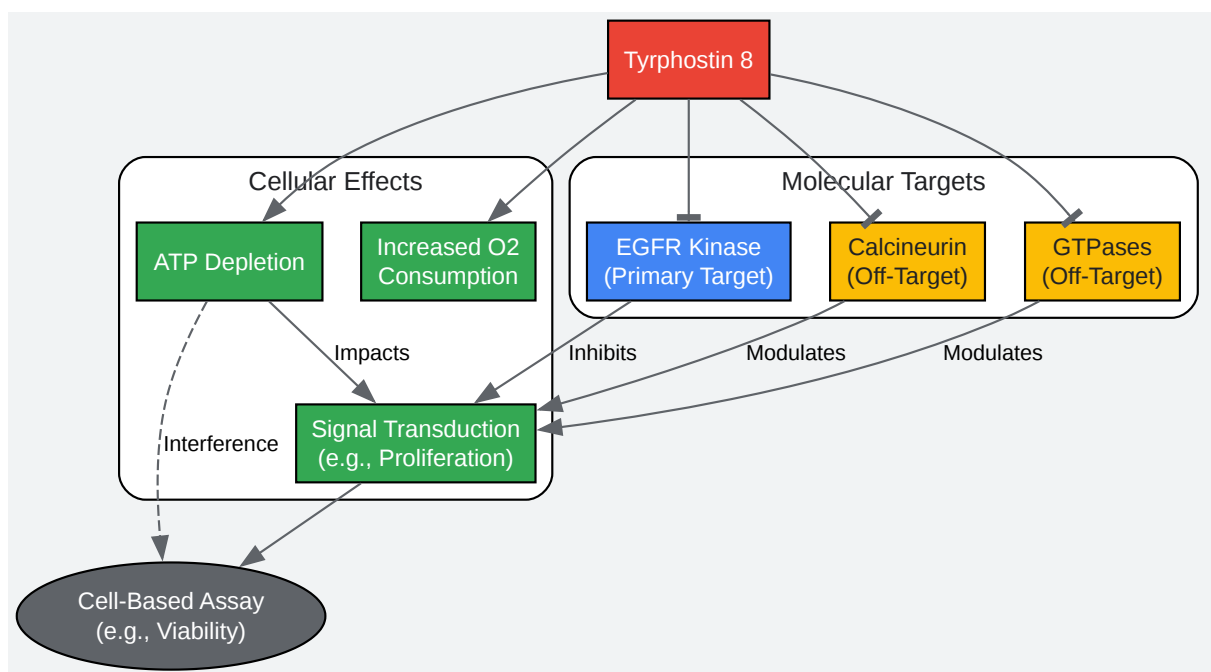 Tyrphostin 8
Cellular Effects
Molecular Targets
ATP Depletion
Increased O2
Consumption
EGFR Kinase
(Primary Target)
Calcineurin
(Off-Target)
GTPases
(Off-Target)
Impacts
Inhibits
Modulates
Modulates
Interference
Signal Transduction
(e.g., Proliferation)
Cell-Based Assay
(e.g., Viability)